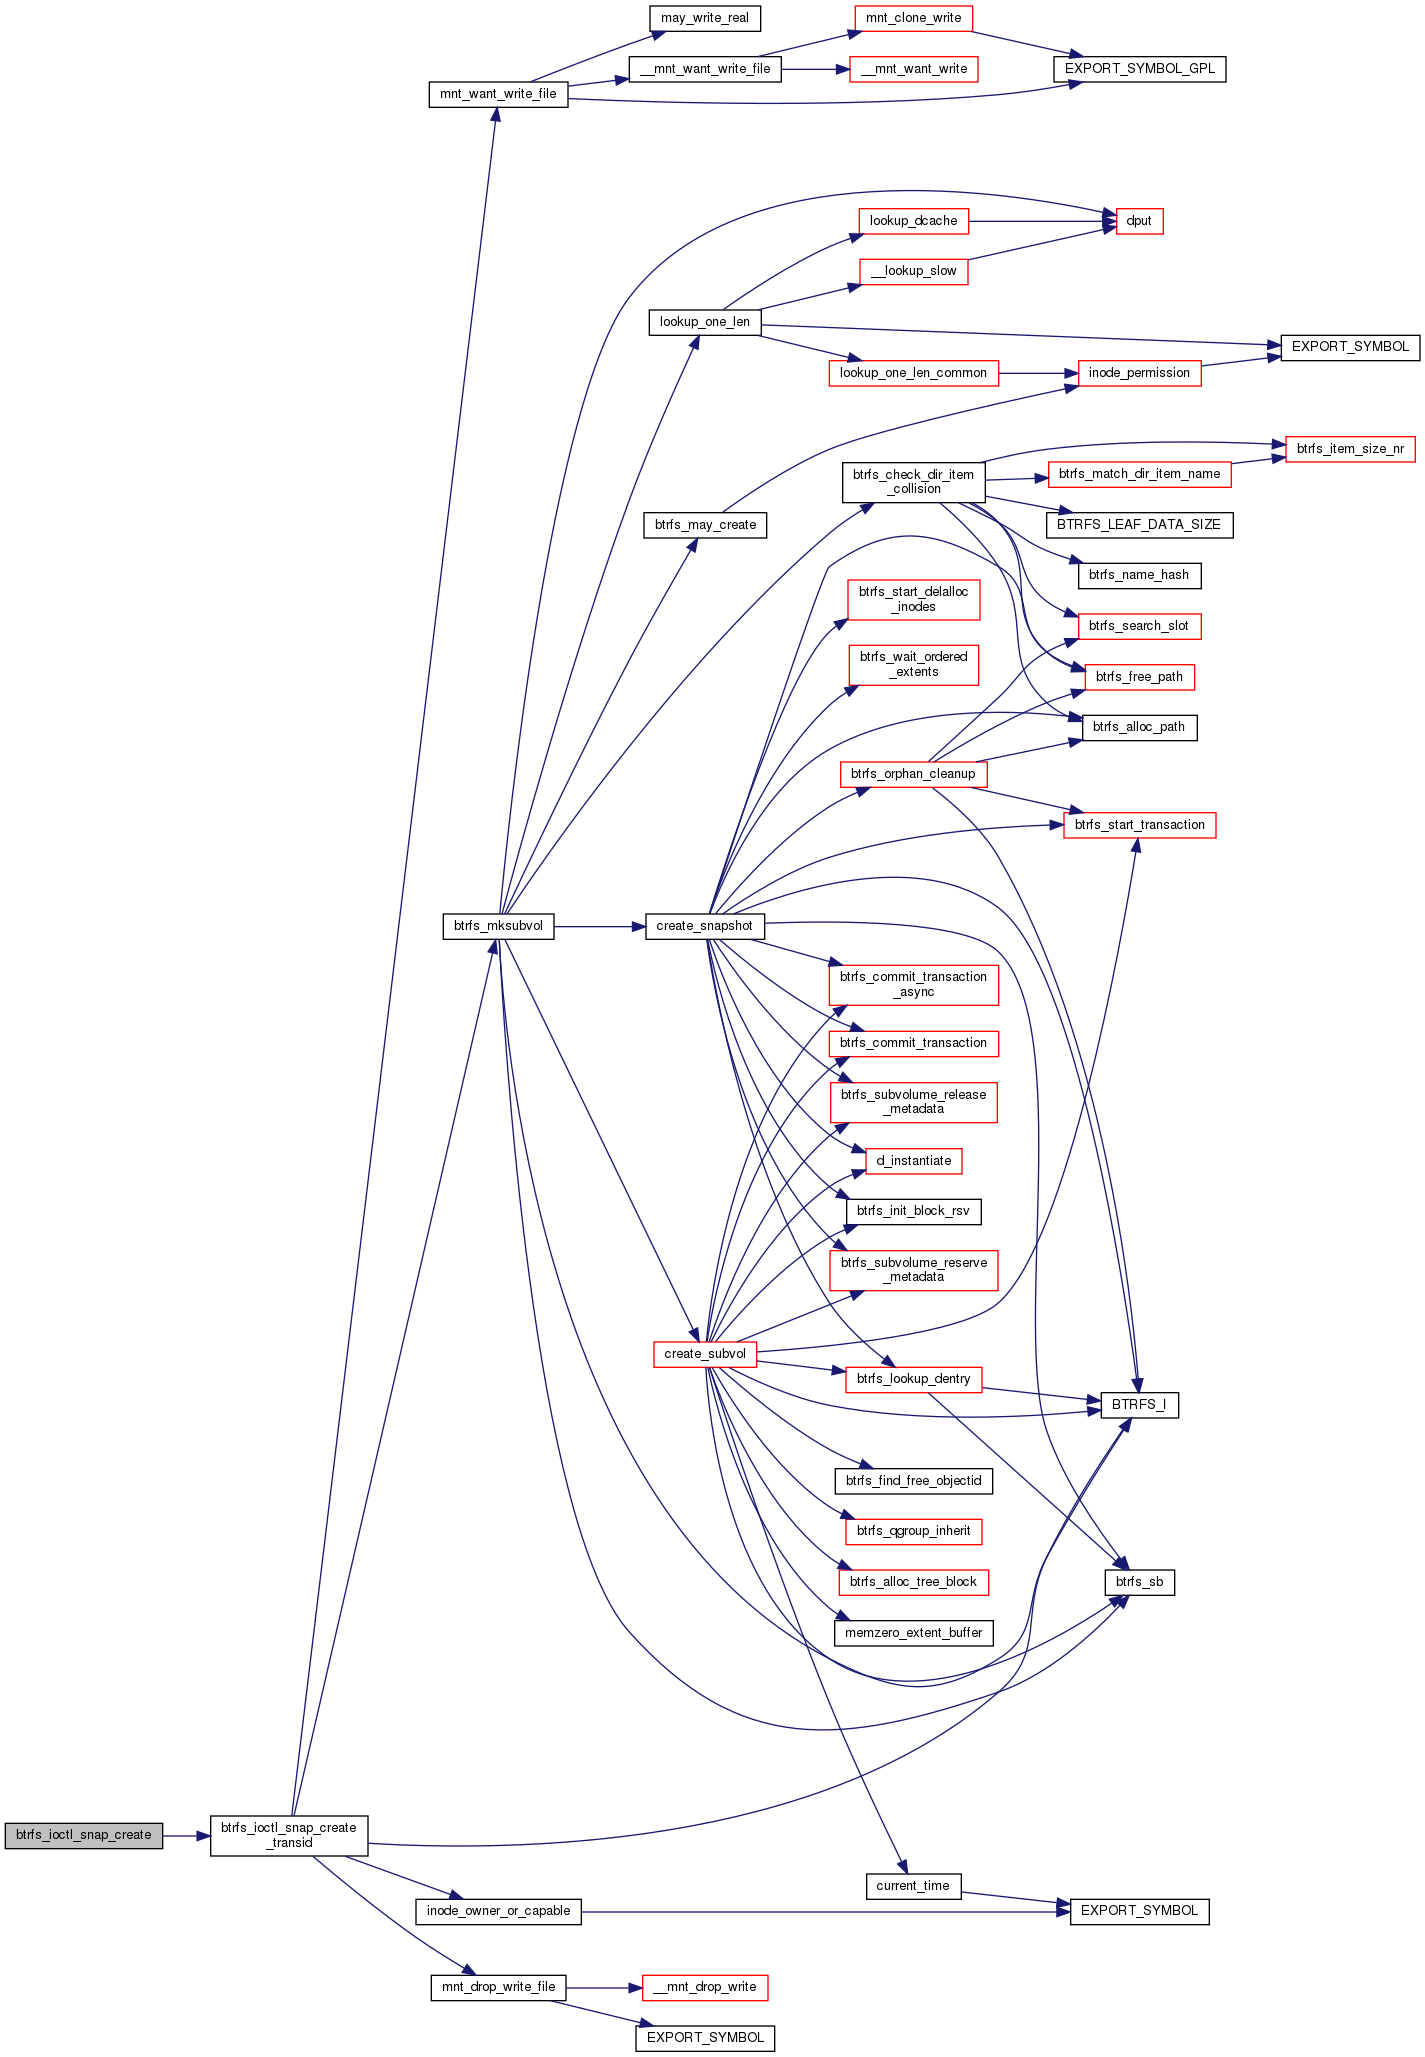 may_write_real
mnt_clone_write
__mnt_want_write_file
__mnt_want_write
EXPORT_SYMBOL_GPL
mnt_want_write_file
lookup_dcache
dput
__lookup_slow
lookup_one_len
EXPORT_SYMBOL
lookup_one_len_common
inode_permission
btrfs_check_dir_item
_collision
btrfs_match_dir_item_name
btrfs_item_size_nr
btrfs_may_create
BTRFS_LEAF_DATA_SIZE
btrfs_name_hash
btrfs_start_delalloc
_inodes
btrfs_search_slot
btrfs_wait_ordered
_extents
btrfs_free_path
btrfs_alloc_path
btrfs_orphan_cleanup
btrfs_start_transaction
btrfs_mksubvol
create_snapshot
btrfs_commit_transaction
_async
btrfs_commit_transaction
btrfs_subvolume_release
_metadata
d_instantiate
btrfs_init_block_rsv
btrfs_subvolume_reserve
_metadata
create_subvol
btrfs_lookup_dentry
BTRFS_I
btrfs_find_free_objectid
btrfs_qgroup_inherit
btrfs_alloc_tree_block
btrfs_sb
memzero_extent_buffer
btrfs_ioctl_snap_create
btrfs_ioctl_snap_create
_transid
current_time
inode_owner_or_capable
EXPORT_SYMBOL
mnt_drop_write_file
__mnt_drop_write
EXPORT_SYMBOL